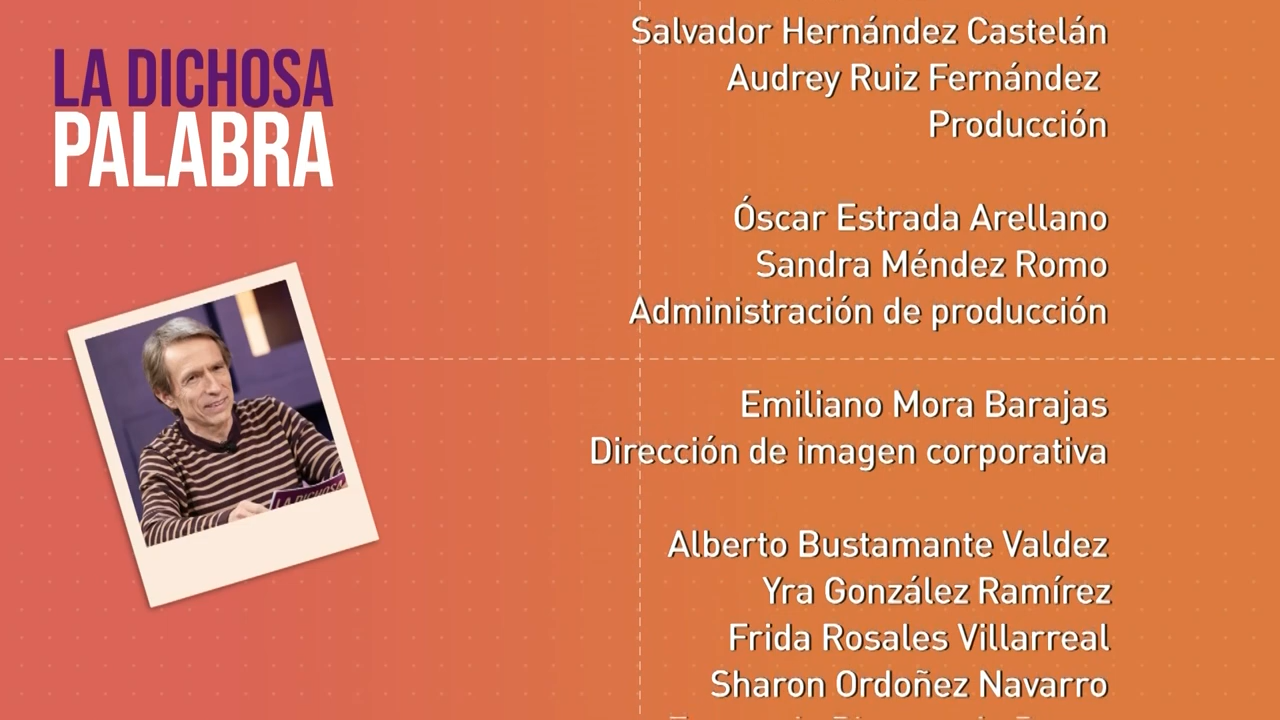 LA DICHOSA
PALABRA
Salvador Hernández Castelán
Audrey Ruiz Fernández
Producción
Óscar Estrada Arellano
Sandra Méndez Romo
Administración de producción
Emiliano Mora Barajas
Dirección de imagen corporativa
Alberto Bustamante Valdez
Yra González Ramírez
Frida Rosales Villarreal
Sharon Ordoñez Navarro
LA DICHOSA